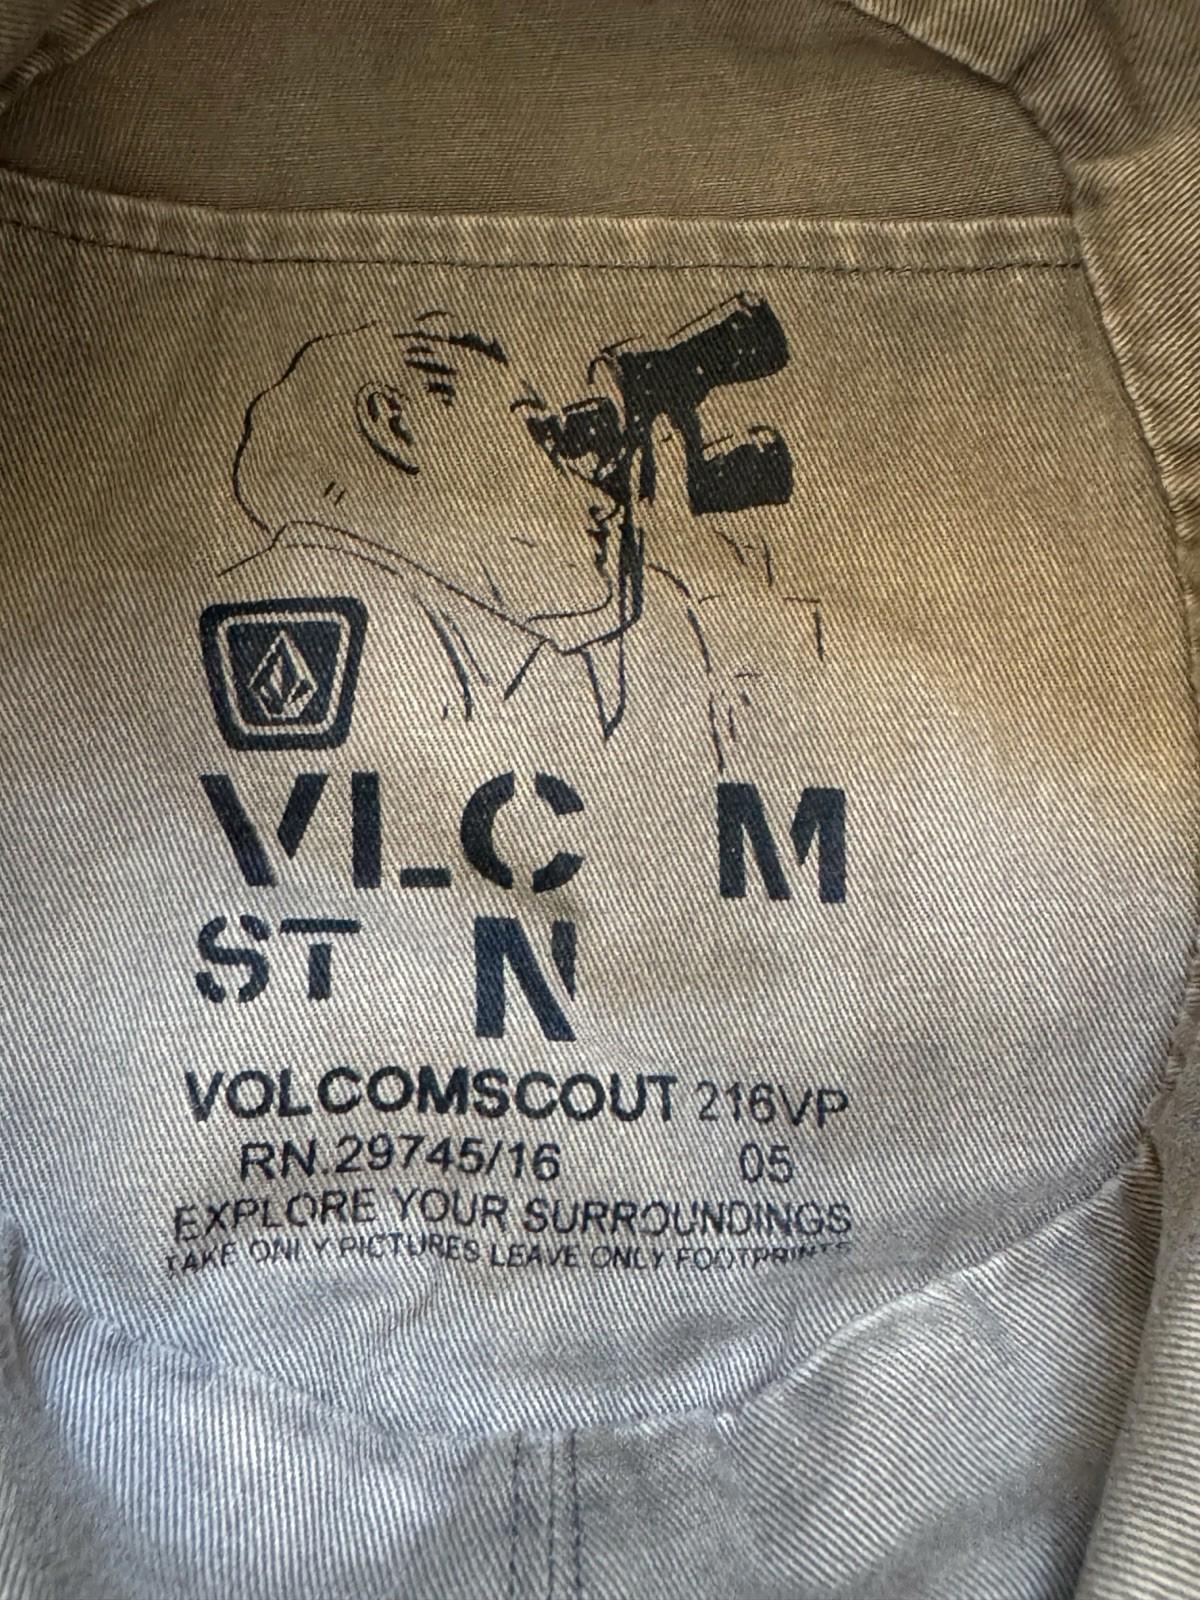 VLC M
ST N
VOLCOMSCOUT 216VP
RN.29745/16 05
EXPLORE YOUR SURROUNDINGS
TAKE ONLY PICTURES LEAVE ONLY FOOTPRINTS